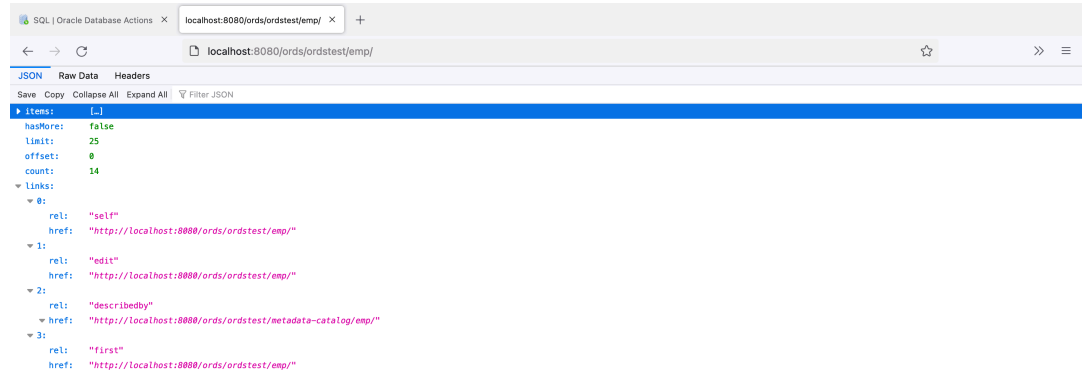 SQL | Oracle Database Actions
localhost:8080/ords/ordstest/emp/
localhost:8080/ords/ordstest/emp/
JSON Raw Data Headers
Save Copy Collapse All Expand All Filter JSON
items: […]
hasMore: false
limit: 25
offset: 0
count: 14
links:
0:
rel: "self"
href: "http://localhost:8080/ords/ordstest/emp/"
1:
rel: "edit"
href: "http://localhost:8080/ords/ordstest/emp/"
2:
rel: "describedby"
href: "http://localhost:8080/ords/ordstest/metadata-catalog/emp/"
3:
rel: "first"
href: "http://localhost:8080/ords/ordstest/emp/"